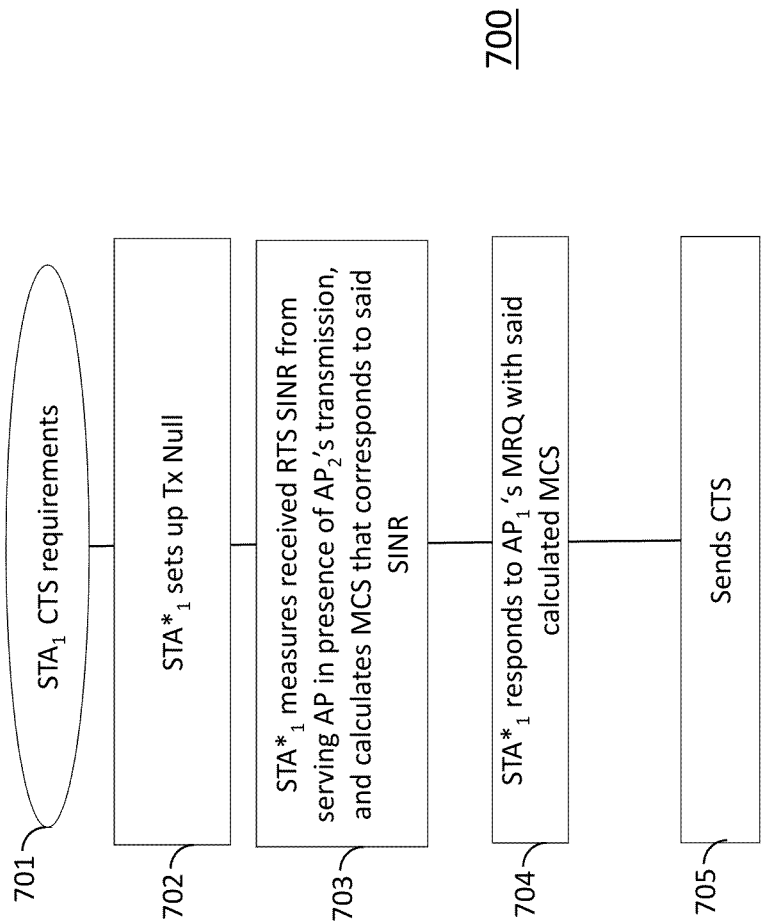 701
STA1 CTS requirements
702
STA*1 sets up Tx Null
703
STA*1 measures received RTS SINR from
serving AP in presence of AP2's transmission,
and calculates MCS that corresponds to said
SINR
704
STA*1 responds to AP1 's MRQ with said
calculated MCS
705
Sends CTS
700